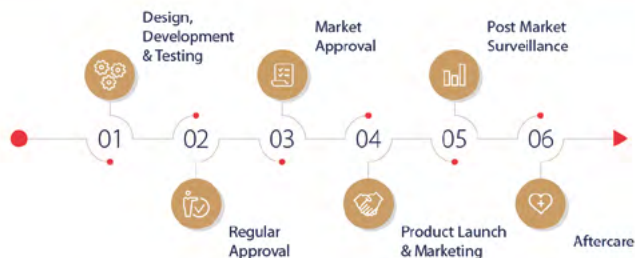 Design,
Development
& Testing
Market
Approval
Post Market
Surveillance
01
02
03
04
05
06
Regular
Approval
Product Launch
& Marketing
Aftercare